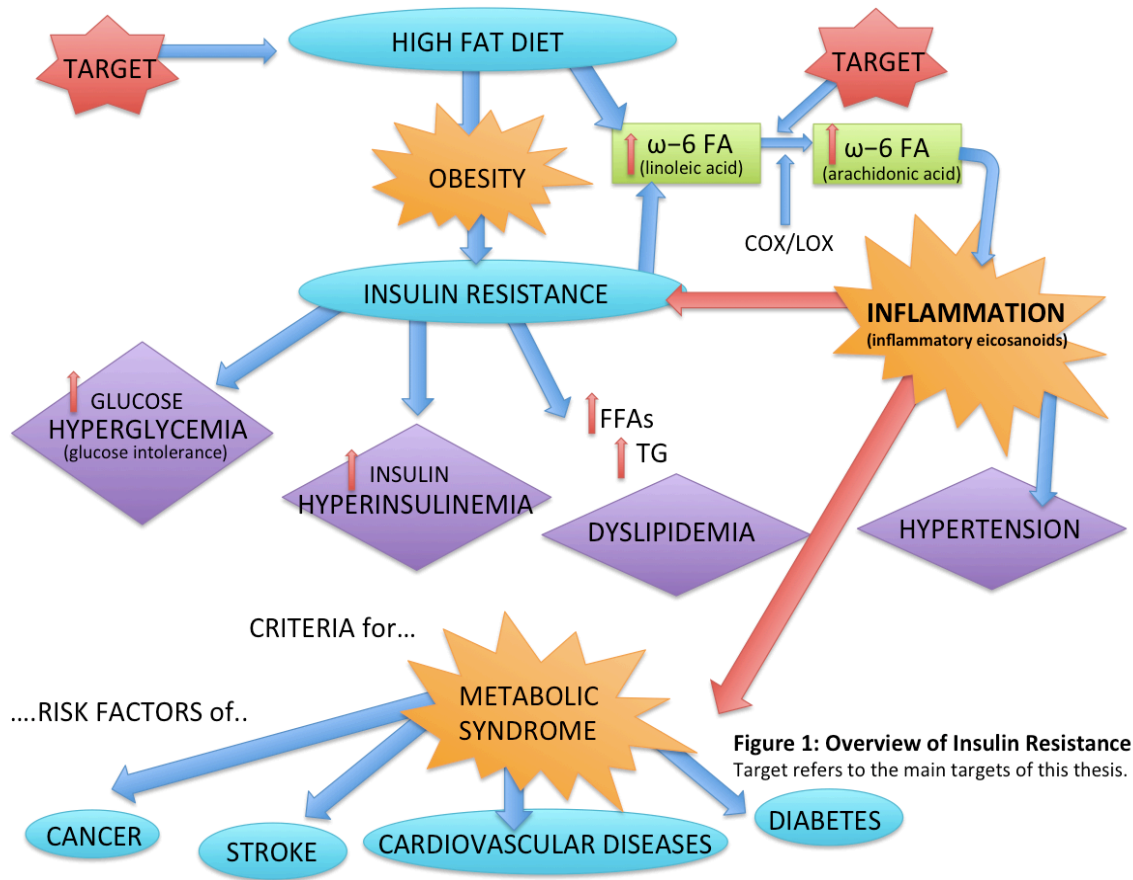 TARGET
HIGH FAT DIET
TARGET
ω−6 FA
(linoleic acid)
ω−6 FA
(arachidonic acid)
OBESITY
COX/LOX
INSULIN RESISTANCE
INFLAMMATION
(inflammatory eicosanoids)
GLUCOSE
HYPERGLYCEMIA
(glucose intolerance)
INSULIN
HYPERINSULINEMIA
FFAs
TG
DYSLIPIDEMIA
HYPERTENSION
CRITERIA for...
METABOLIC
SYNDROME
....RISK FACTORS of..
Figure 1: Overview of Insulin Resistance
Target refers to the main targets of this thesis.
CANCER
STROKE
CARDIOVASCULAR DISEASES
DIABETES